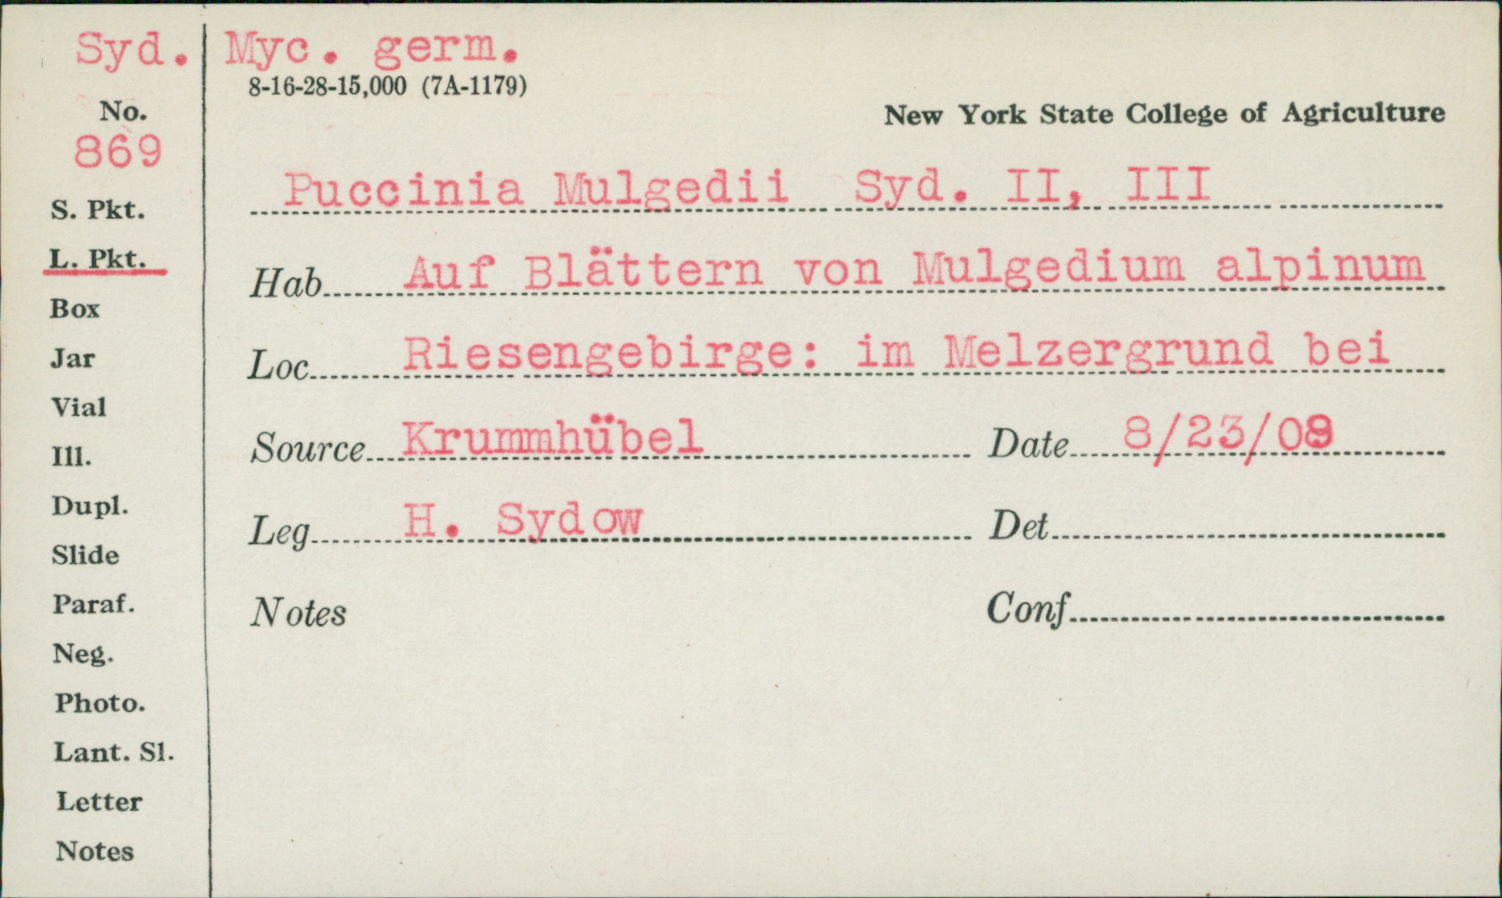 Syd. Myc. germ.
8-16-28-15,000 (7A-1179)
New York State College of Agriculture
No.
869
S. Pkt.
L. Pkt.
Box
Jar
Vial
Ill.
Dupl.
Slide
Paraf.
Neg.
Photo.
Lant. Sl.
Letter
Notes
Puccinia Mulgedii Syd. II, III
Hab Auf Blättern von Mulgedium alpinum
Loc Riesengebirge: im Melzergrund bei
Source Krummhübel Date 8/23/
Leg H. Sydow Det
Notes Conf